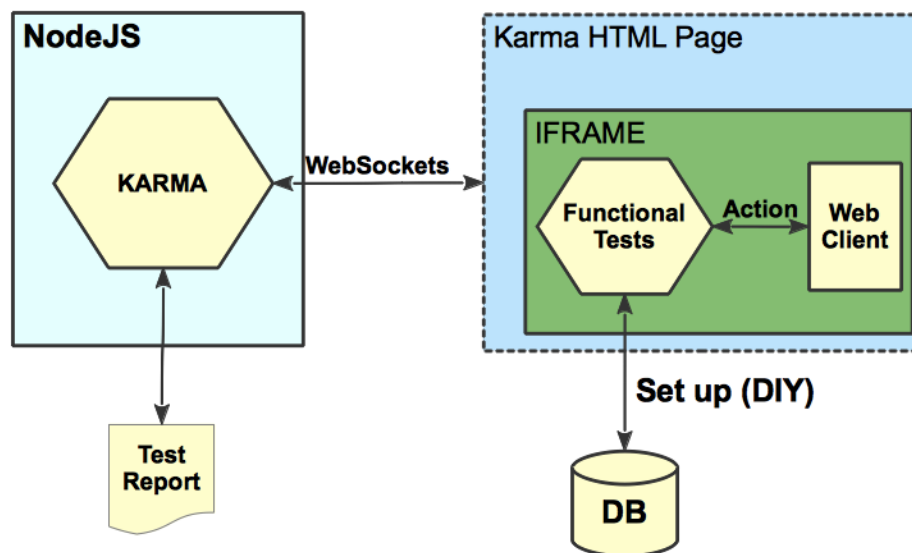 NodeJS
KARMA
WebSockets
Test
Report
Karma HTML Page
IFRAME
Functional
Tests
Action
Web
Client
Set up (DIY)
DB